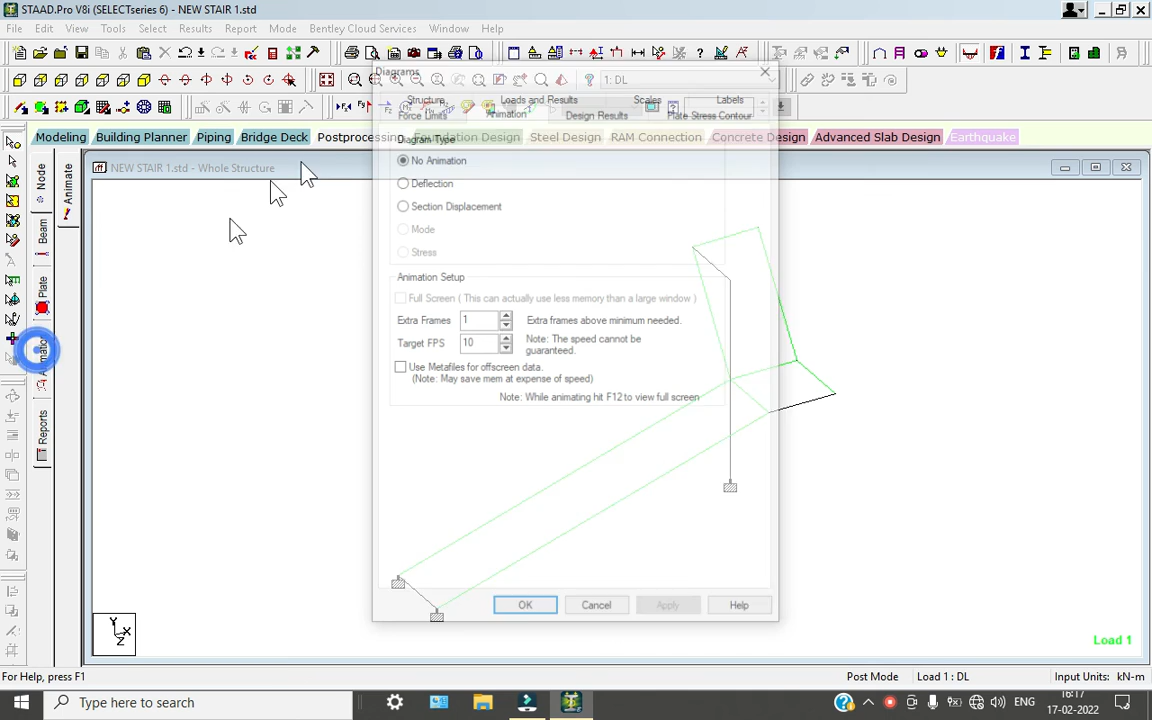 STAAD.Pro V8i (SELECTseries 6) - NEW STAIR 1.std
File Edit View Tools Select Results Report Mode Bentley Cloud Services Window Help
Diagrams
1: DL
Structure Loads and Results Scales Labels
Force Limits Animation Design Results Plate Stress Contour
Modeling Building Planner Piping Bridge Deck Postprocessing Foundation Design Steel Design RAM Connection Concrete Design Advanced Slab Design Earthquake
Diagram Type
NEW STAIR 1.std - Whole Structure
No Animation
Deflection
Section Displacement
Mode
Stress
Animation Setup
Full Screen ( This can actually use less memory than a large window )
Extra Frames 1 Extra frames above minimum needed.
Target FPS 10 Note: The speed cannot be guaranteed.
Use Metafiles for offscreen data.
(Note: May save mem at expense of speed)
Note: While animating hit F12 to view full screen
OK Cancel Apply Help
Node
Beam
Plate
Animation
Reports
Animate
Y
X
Z
Load 1
For Help, press F1 Post Mode Load 1 : DL Input Units: kN-m
Type here to search
ENG
16:17
17-02-2022